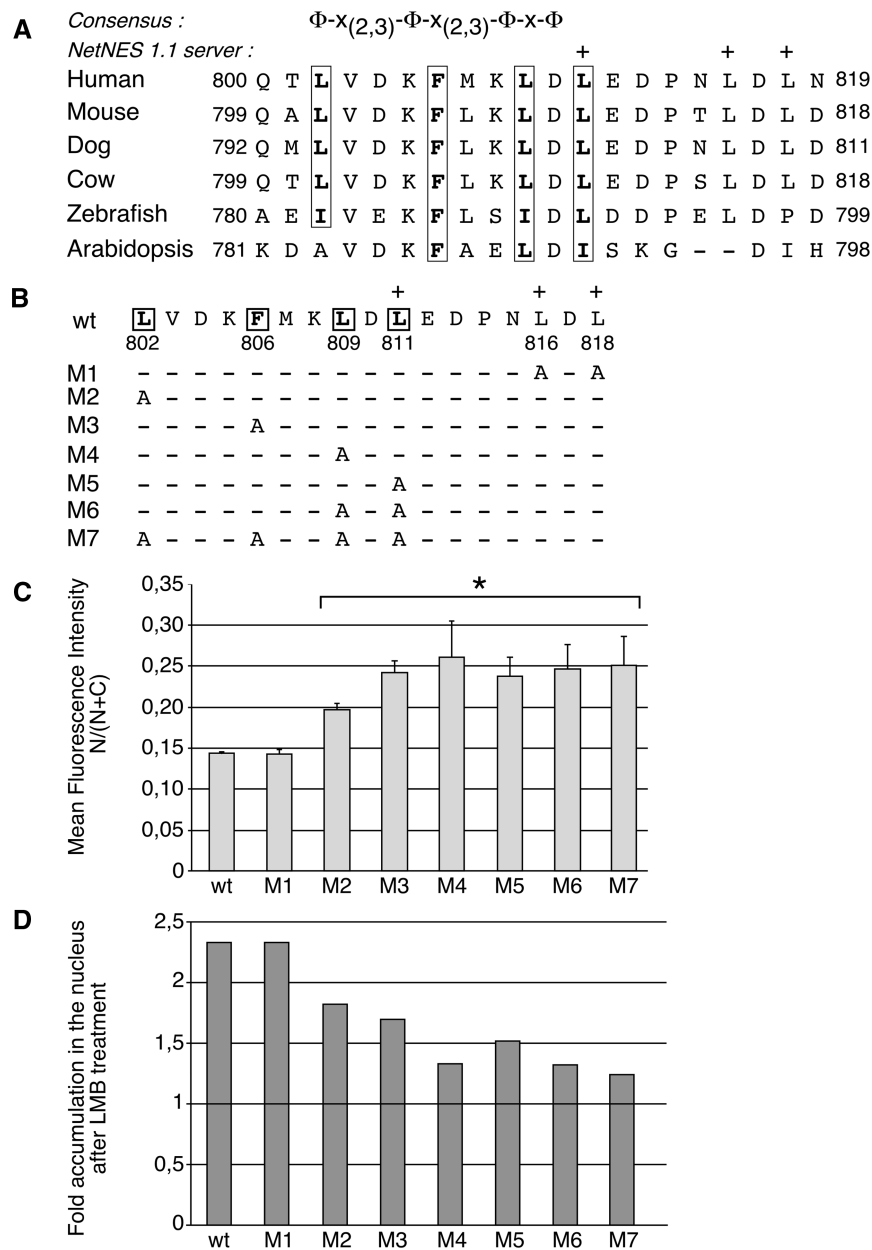 A
Consensus : Φ-x(2,3)-Φ-x(2,3)-Φ-x-Φ
NetNES 1.1 server : + + +
Human 800 Q T L V D K F M K L D L E D P N L D L N 819
Mouse 799 Q A L V D K F L K L D L E D P T L D L D 818
Dog 792 Q M L V D K F L K L D L E D P N L D L D 811
Cow 799 Q T L V D K F L K L D L E D P S L D L D 818
Zebrafish 780 A E I V E K F L S I D L D D P E L D P D 799
Arabidopsis 781 K D A V D K F A E L D I S K G – – D I H 798
B
+ + +
wt L V D K F M K L D L E D P N L D L
802 806 809 811 816 818
M1 – – – – – – – – – – – – – – A – A
M2 A – – – – – – – – – – – – – – – –
M3 – – – – A – – – – – – – – – – – –
M4 – – – – – – – A – – – – – – – – –
M5 – – – – – – – – – A – – – – – – –
M6 – – – – – – – A – A – – – – – – –
M7 A – – – A – – A – A – – – – – – –
C
Mean Fluorescence Intensity
N/(N+C)
*
0,35
0,30
0,25
0,20
0,15
0,10
0,05
0
wt M1 M2 M3 M4 M5 M6 M7
D
Fold accumulation in the nucleus
after LMB treatment
2,5
2
1,5
1
0,5
0
wt M1 M2 M3 M4 M5 M6 M7